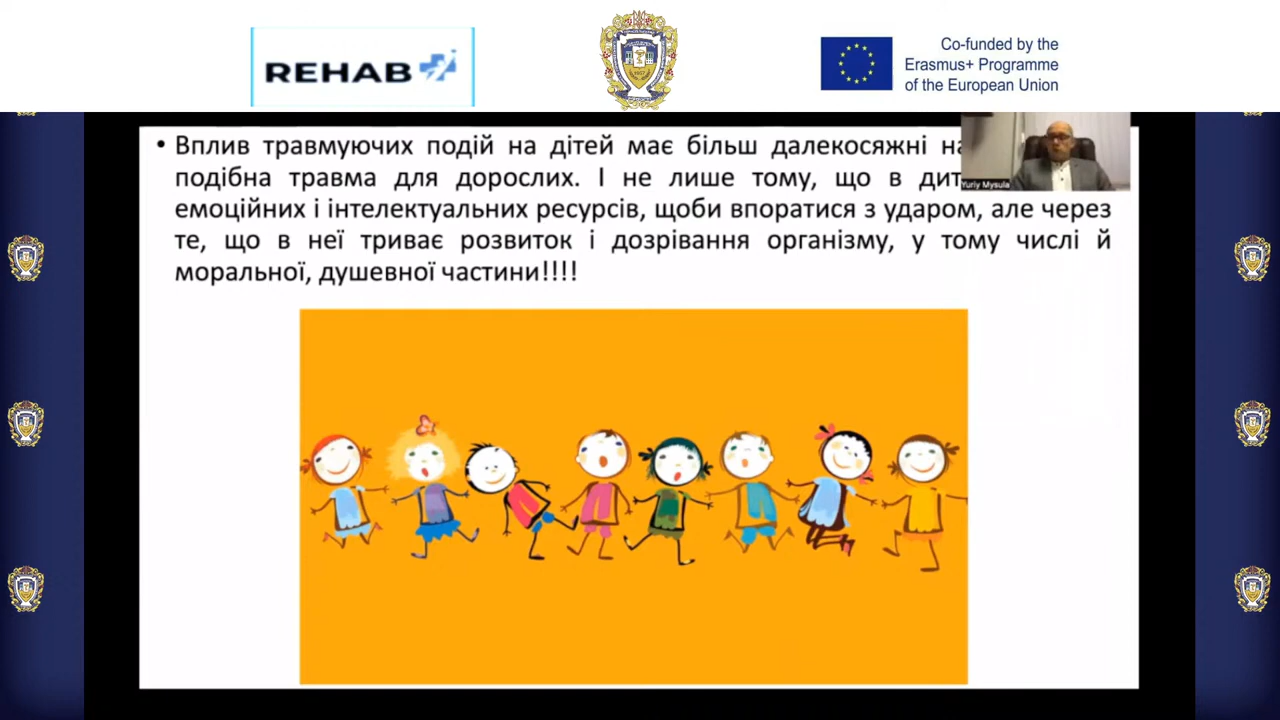 REHAB
Co-funded by the
Erasmus+ Programme
of the European Union
• Вплив травмуючих подій на дітей має більш далекосяжні
подібна травма для дорослих. І не лише тому, що в
емоційних і інтелектуальних ресурсів, щоби впоратися з ударом, але через
те, що в неї триває розвиток і дозрівання організму, у тому числі й
моральної, душевної частини!!!!
Yuriy Mysula